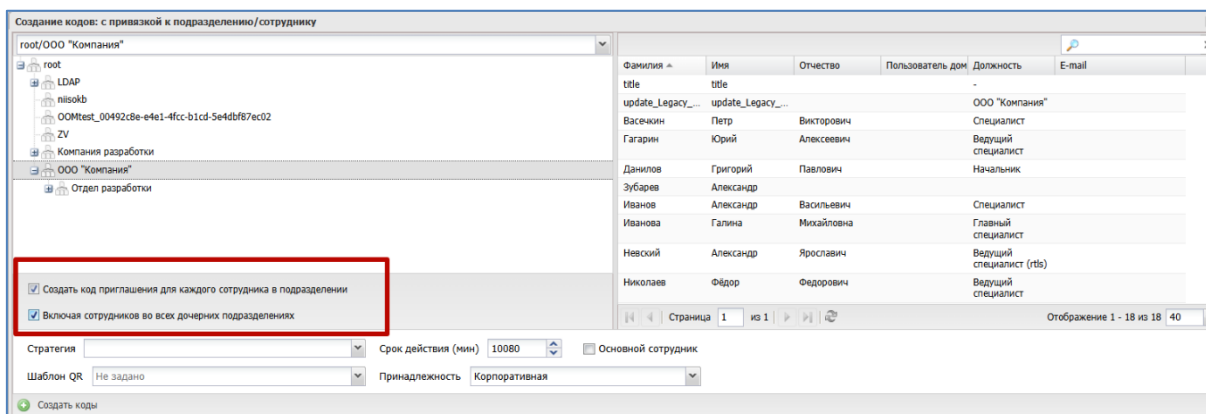 Создание кодов: с привязкой к подразделению/сотруднику
root/ООО "Компания"
root
LDAP
niisokb
OOMtest_00492c8e-e4e1-4fcc-b1cd-5e4dbf87ec02
ZV
Компания разработки
ООО "Компания"
Отдел разработки
Создать код приглашения для каждого сотрудника в подразделении
Включая сотрудников во всех дочерних подразделениях
Фамилия Имя Отчество Пользователь дом Должность E-mail
title title -
update_Legacy_... update_Legacy_... ООО "Компания"
Васечкин Петр Викторович Специалист
Гагарин Юрий Алексеевич Ведущий
специалист
Данилов Григорий Павлович Начальник
Зубарев Александр
Иванов Александр Васильевич Специалист
Иванова Галина Михайловна Главный
специалист
Невский Александр Ярославич Ведущий
специалист (rtls)
Николаев Фёдор Федорович Ведущий
специалист
Страница 1 из 1 Отображение 1 - 18 из 18 40
Стратегия Срок действия (мин) 10080 Основной сотрудник
Шаблон QR Не задано Принадлежность Корпоративная
Создать коды